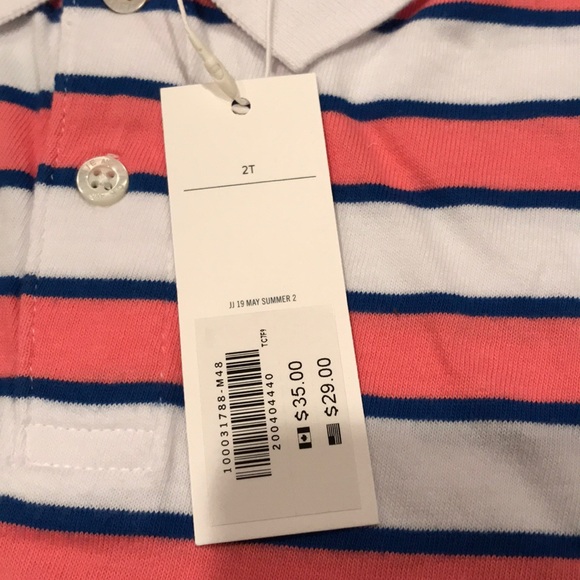 2T
JJ 19 MAY SUMMER 2
TCTF9
100031788-M48
200404440
$35.00
$29.00